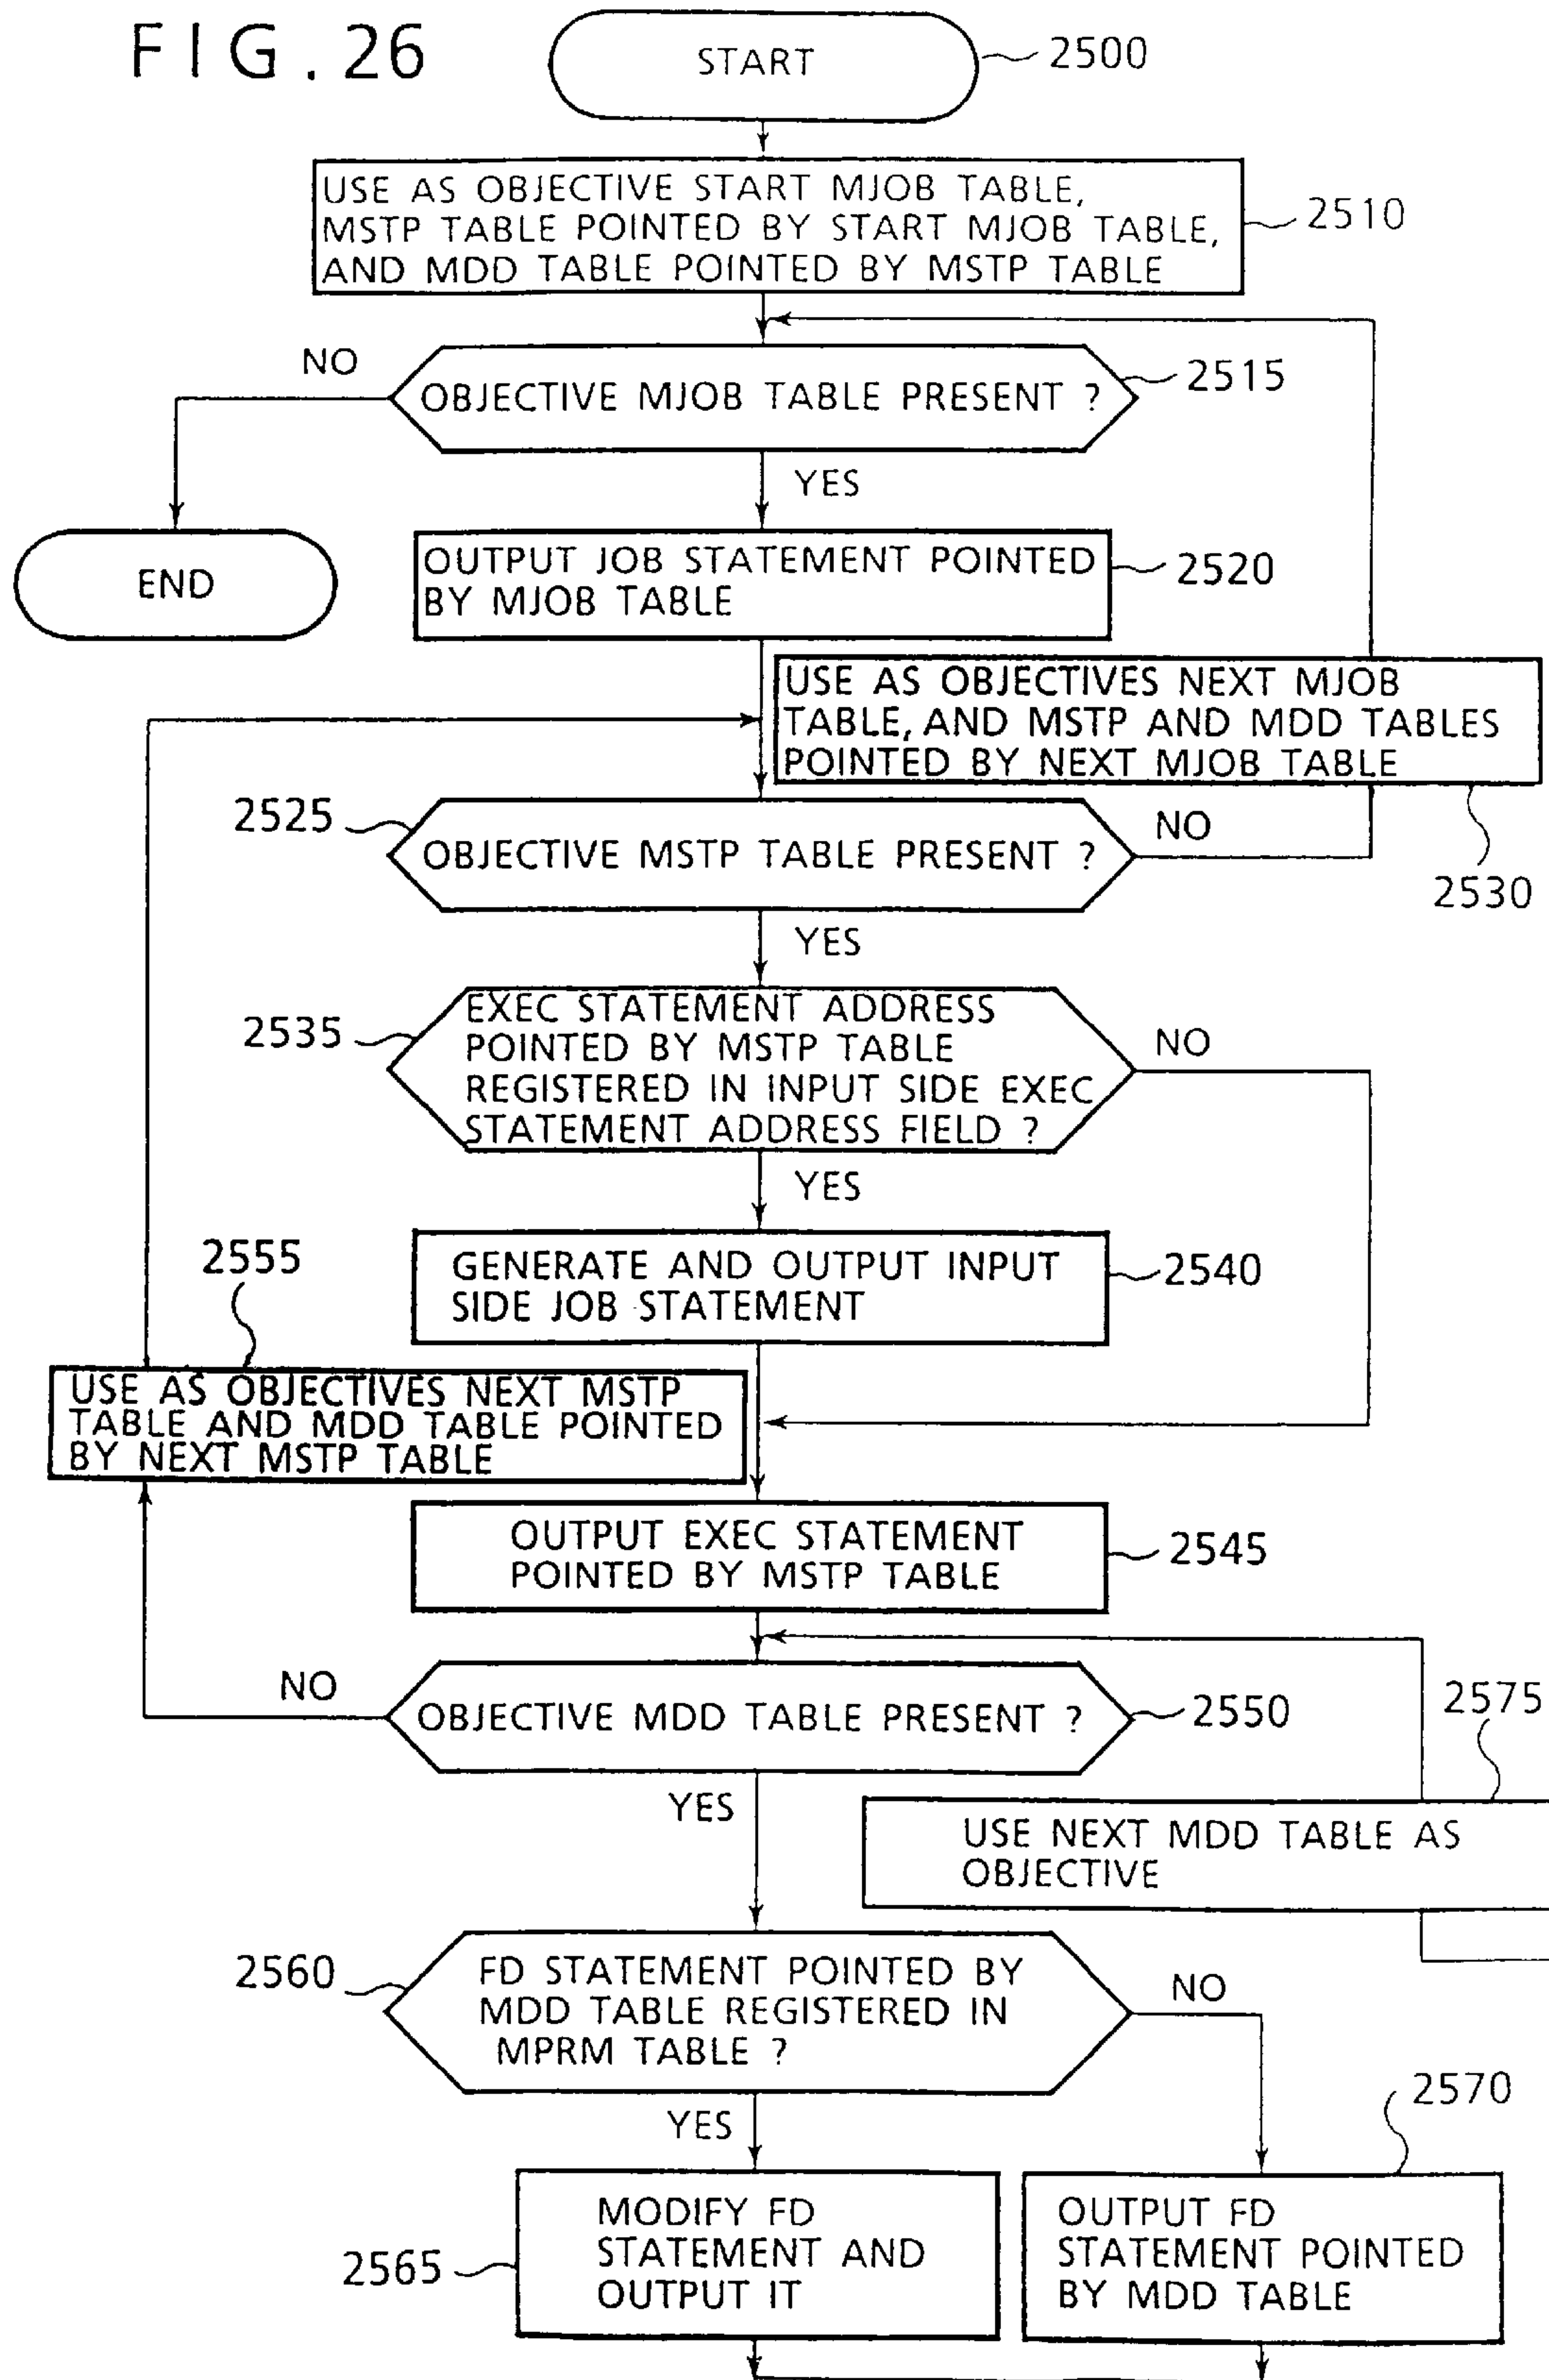 FIG. 26
START
2500
USE AS OBJECTIVE START MJOB TABLE,
MSTP TABLE POINTED BY START MJOB TABLE,
AND MDD TABLE POINTED BY MSTP TABLE
2510
NO
OBJECTIVE MJOB TABLE PRESENT ?
2515
YES
END
OUTPUT JOB STATEMENT POINTED
BY MJOB TABLE
2520
USE AS OBJECTIVES NEXT MJOB
TABLE, AND MSTP AND MDD TABLES
POINTED BY NEXT MJOB TABLE
2530
2525
OBJECTIVE MSTP TABLE PRESENT ?
NO
YES
2535
EXEC STATEMENT ADDRESS
POINTED BY MSTP TABLE
REGISTERED IN INPUT SIDE EXEC
STATEMENT ADDRESS FIELD ?
NO
YES
GENERATE AND OUTPUT INPUT
SIDE JOB STATEMENT
2540
2555
USE AS OBJECTIVES NEXT MSTP
TABLE AND MDD TABLE POINTED
BY NEXT MSTP TABLE
OUTPUT EXEC STATEMENT
POINTED BY MSTP TABLE
2545
NO
OBJECTIVE MDD TABLE PRESENT ?
2550
YES
2575
USE NEXT MDD TABLE AS
OBJECTIVE
2560
FD STATEMENT POINTED BY
MDD TABLE REGISTERED IN
MPRM TABLE ?
NO
YES
2570
MODIFY FD
STATEMENT AND
OUTPUT IT
2565
OUTPUT FD
STATEMENT POINTED
BY MDD TABLE